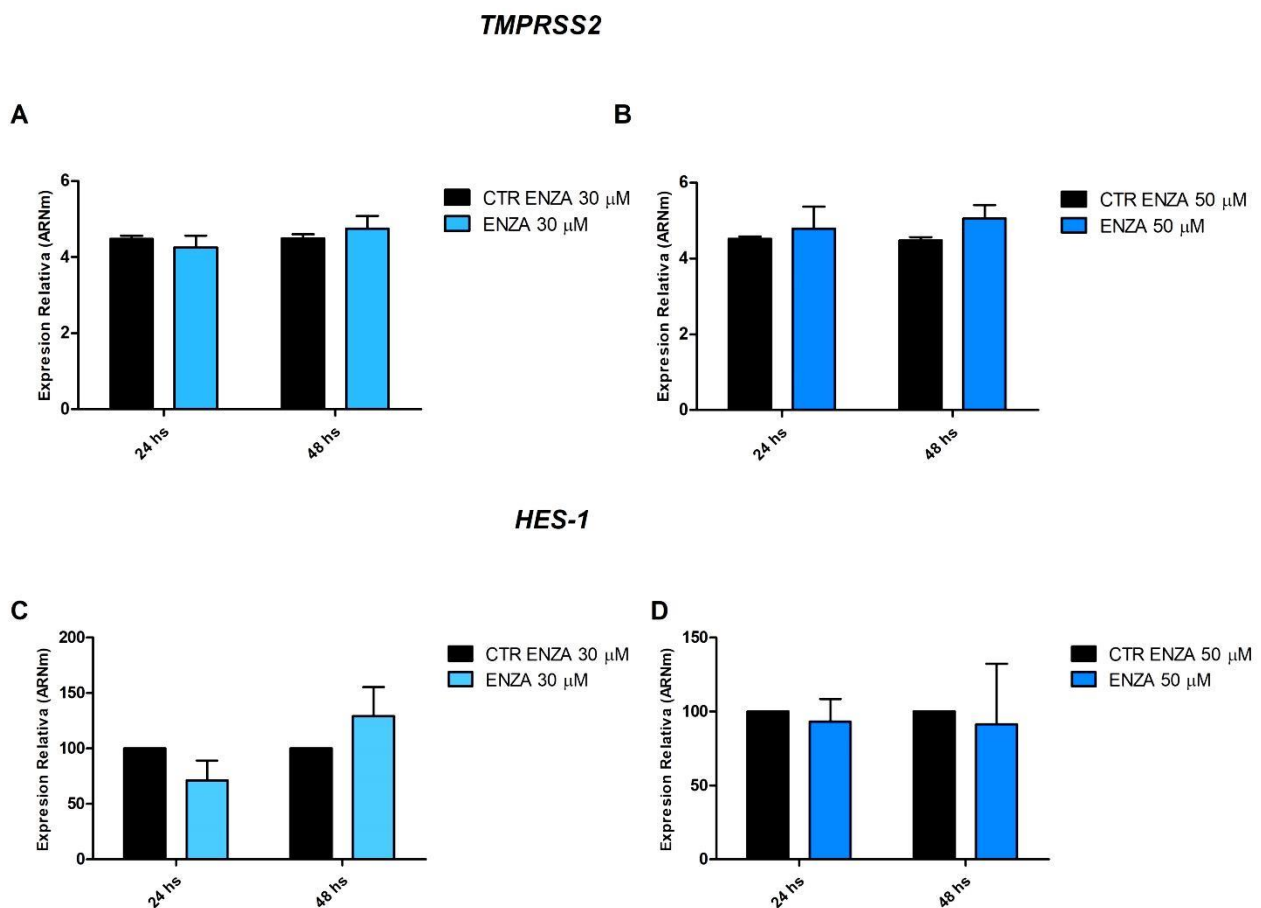 TMPRSS2
A
Expresion Relativa (ARNm)
6
4
2
0
24 hs
48 hs
CTR ENZA 30 μM
ENZA 30 μM
B
Expresion Relativa (ARNm)
6
4
2
0
24 hs
48 hs
CTR ENZA 50 μM
ENZA 50 μM
HES-1
C
Expresion Relativa (ARNm)
200
150
100
50
0
24 hs
48 hs
CTR ENZA 30 μM
ENZA 30 μM
D
Expresion Relativa (ARNm)
150
100
50
0
24 hs
48 hs
CTR ENZA 50 μM
ENZA 50 μM